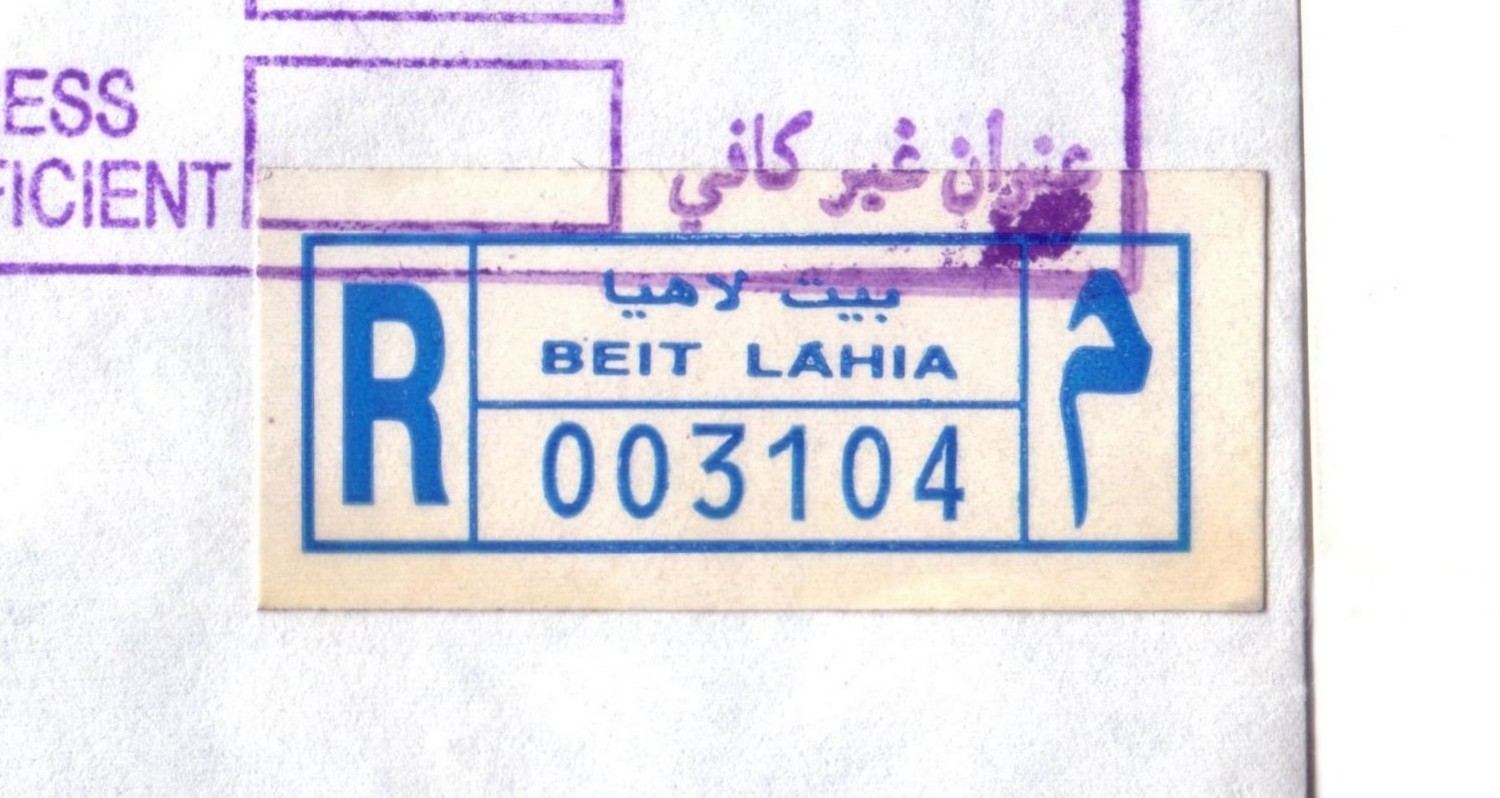 ESS
FICIENT
عنوان غير كافي
R
بيت لاهيا
BEIT LAHIA
003104
م